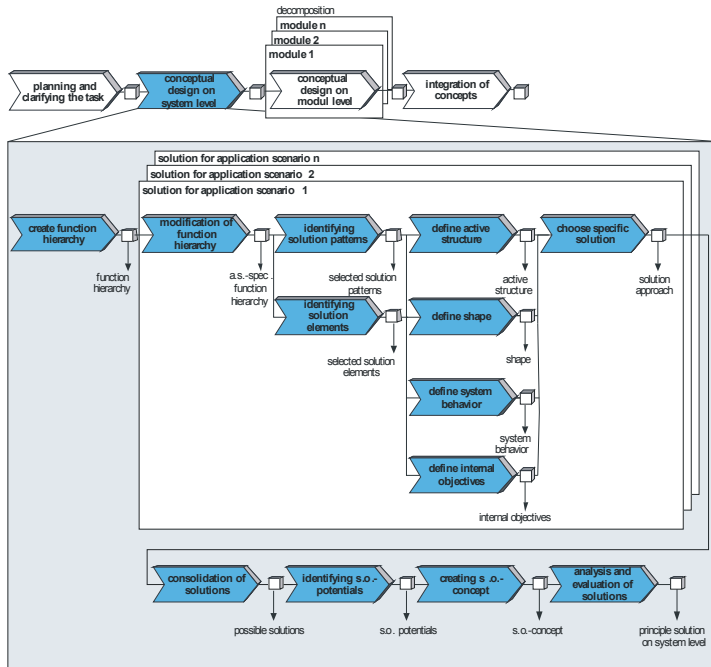 decomposition
module n
module 2
module 1
planning and
clarifying the task
conceptual
design on
system level
conceptual
design on
modul level
integration of
concepts
solution for application scenario n
solution for application scenario 2
solution for application scenario 1
create function
hierarchy
modification of
function
hierarchy
identifying
solution patterns
define active
structure
choose specific
solution
function
hierarchy
a.s.-spec.
function
hierarchy
selected solution
patterns
active
structure
solution
approach
identifying
solution
elements
define shape
selected solution
elements
shape
define system
behavior
system
behavior
define internal
objectives
internal objectives
consolidation of
solutions
identifying s.o.-
potentials
creating s .o.-
concept
analysis and
evaluation of
solutions
possible solutions
s.o. potentials
s.o.-concept
principle solution
on system level